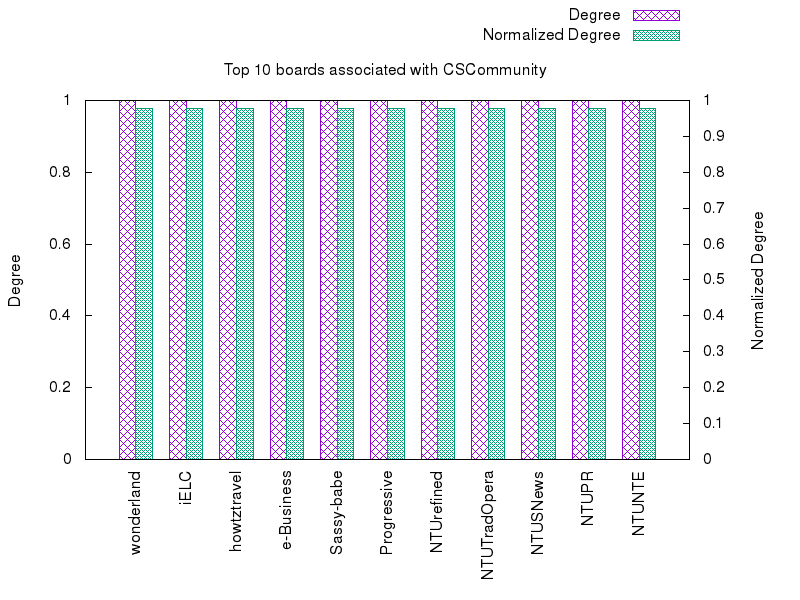 Degree
Normalized Degree
Top 10 boards associated with CSCommunity
1
0.8
0.6
0.4
0.2
0
1
0.9
0.8
0.7
0.6
0.5
0.4
0.3
0.2
0.1
0
Degree
Normalized Degree
wonderland
iELC
howtztravel
e-Business
Sassy-babe
Progressive
NTUrefined
NTUTradOpera
NTUSNews
NTUPR
NTUNTE